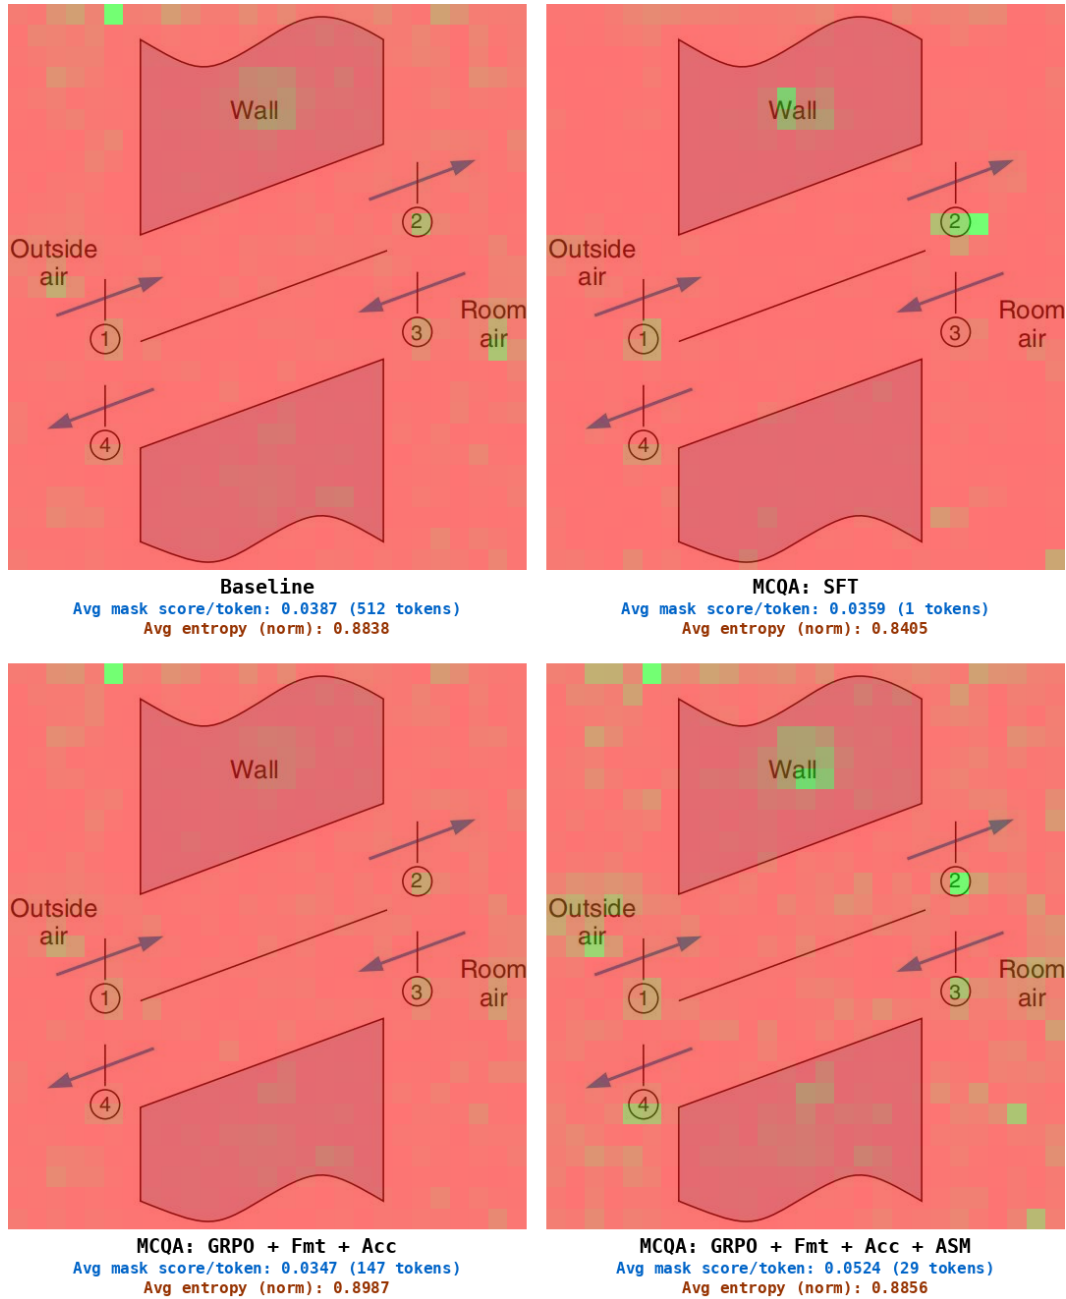 Wall
2
Outside
air
1
Room
air
3
4
Baseline
Avg mask score/token: 0.0387 (512 tokens)
Avg entropy (norm): 0.8838
Wall
2
Outside
air
1
Room
air
3
4
MCQA: SFT
Avg mask score/token: 0.0359 (1 tokens)
Avg entropy (norm): 0.8405
Wall
2
Outside
air
1
Room
air
3
4
MCQA: GRPO + Fmt + Acc
Avg mask score/token: 0.0347 (147 tokens)
Avg entropy (norm): 0.8987
Wall
2
Outside
air
1
Room
air
3
4
MCQA: GRPO + Fmt + Acc + ASM
Avg mask score/token: 0.0524 (29 tokens)
Avg entropy (norm): 0.8856